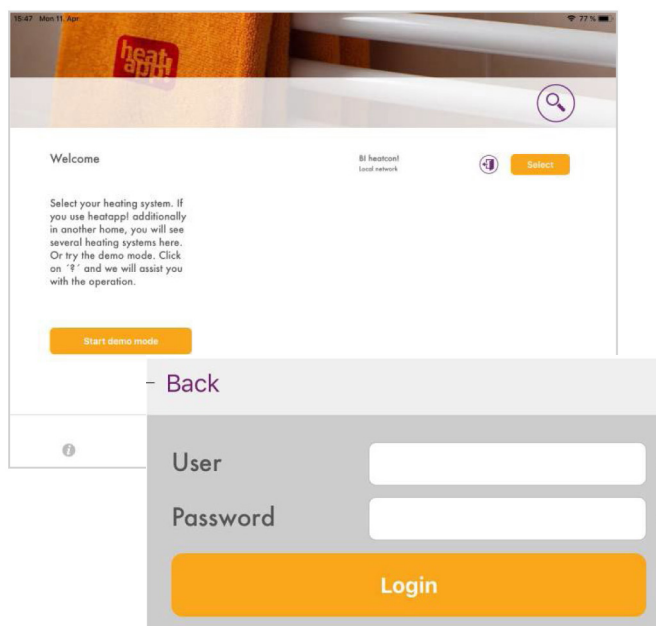 15:47 Mon 11. Apr
77 %
heat
app!
Welcome
BI heatcon!
Local network
Select
Select your heating system. If
you use heatapp! additionally
in another home, you will see
several heating systems here.
Or try the demo mode. Click
on ´?´ and we will assist you
with the operation.
Start demo mode
i
Back
User
Password
Login